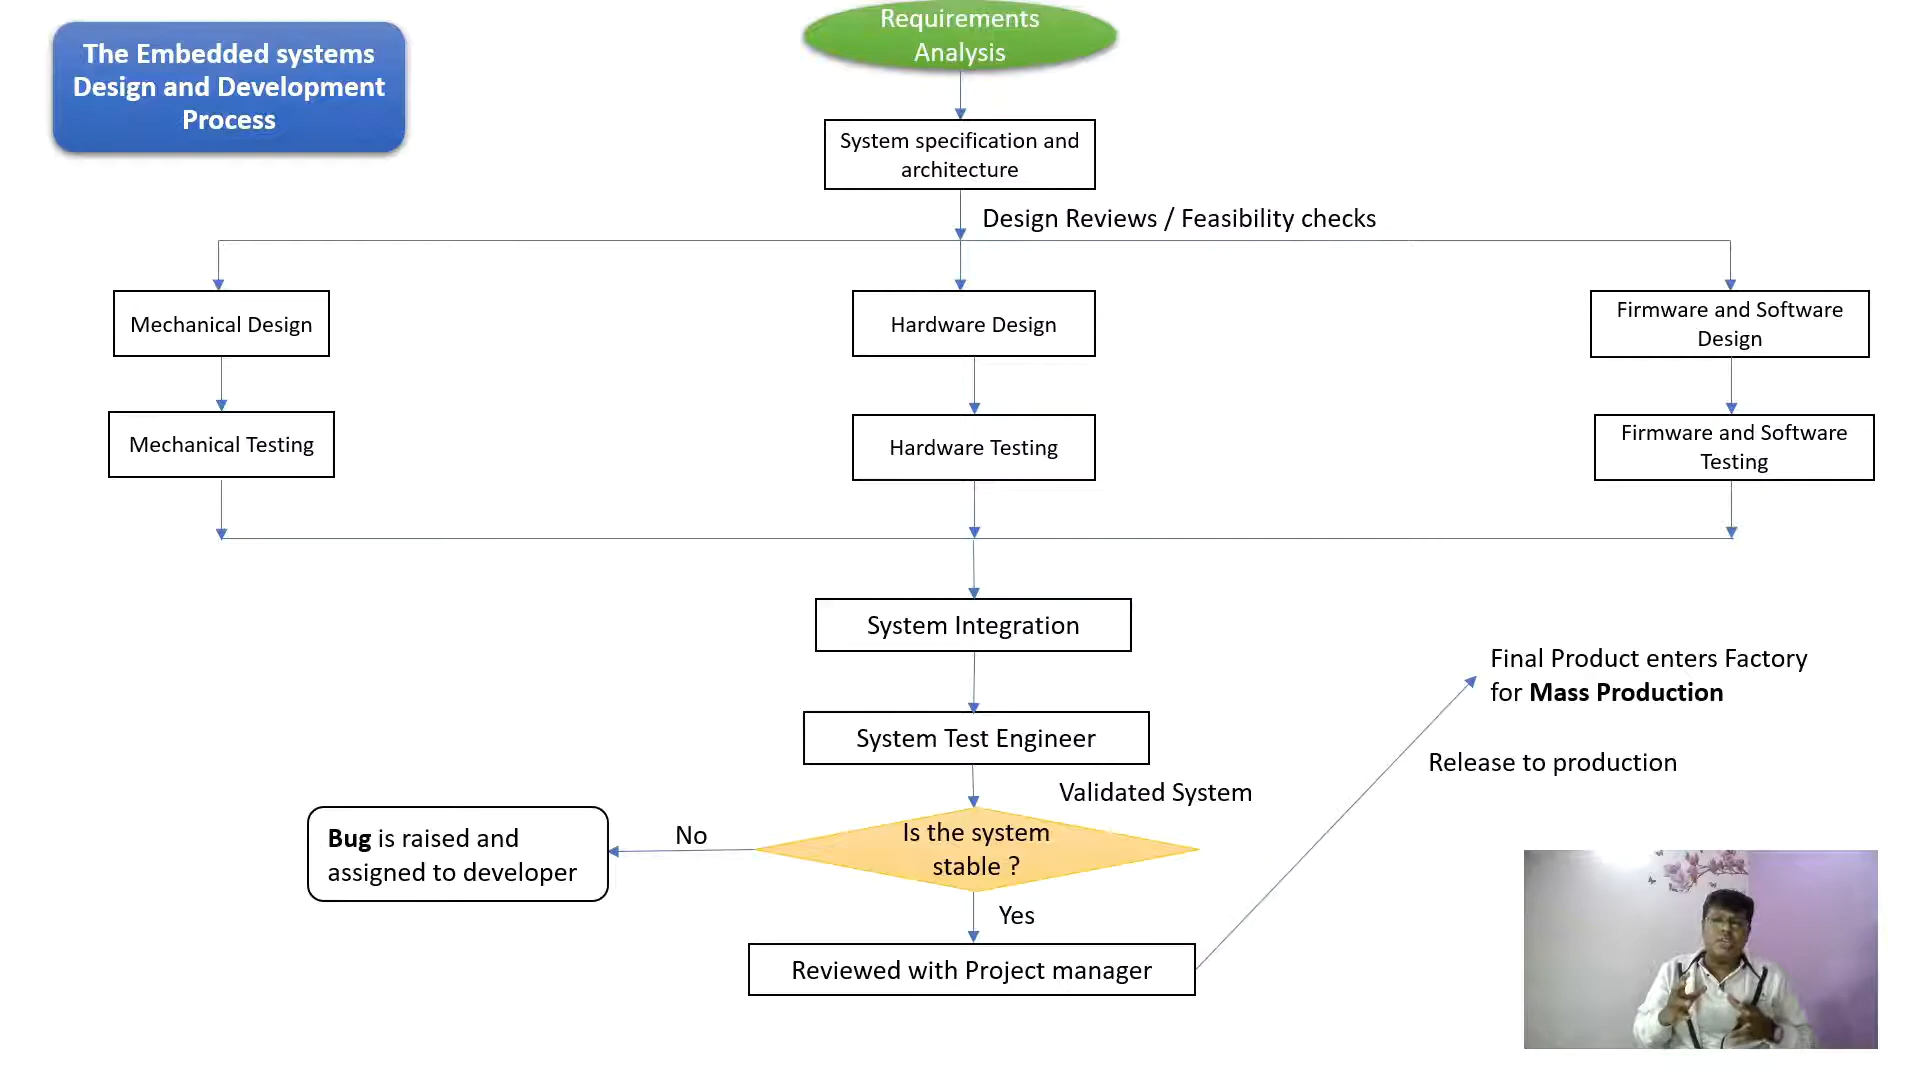 The Embedded systems
Design and Development
Process
Requirements
Analysis
System specification and
architecture
Design Reviews / Feasibility checks
Mechanical Design
Hardware Design
Firmware and Software
Design
Mechanical Testing
Hardware Testing
Firmware and Software
Testing
System Integration
Final Product enters Factory
for Mass Production
System Test Engineer
Release to production
Validated System
Is the system
stable ?
No
Bug is raised and
assigned to developer
Yes
Reviewed with Project manager